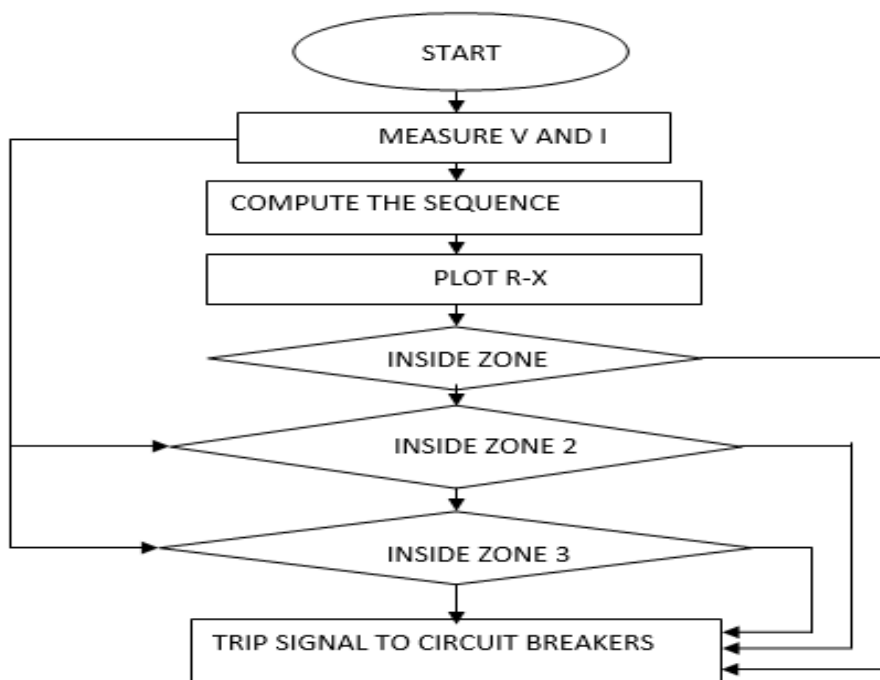 START
MEASURE V AND I
COMPUTE THE SEQUENCE
PLOT R-X
INSIDE ZONE
INSIDE ZONE 2
INSIDE ZONE 3
TRIP SIGNAL TO CIRCUIT BREAKERS